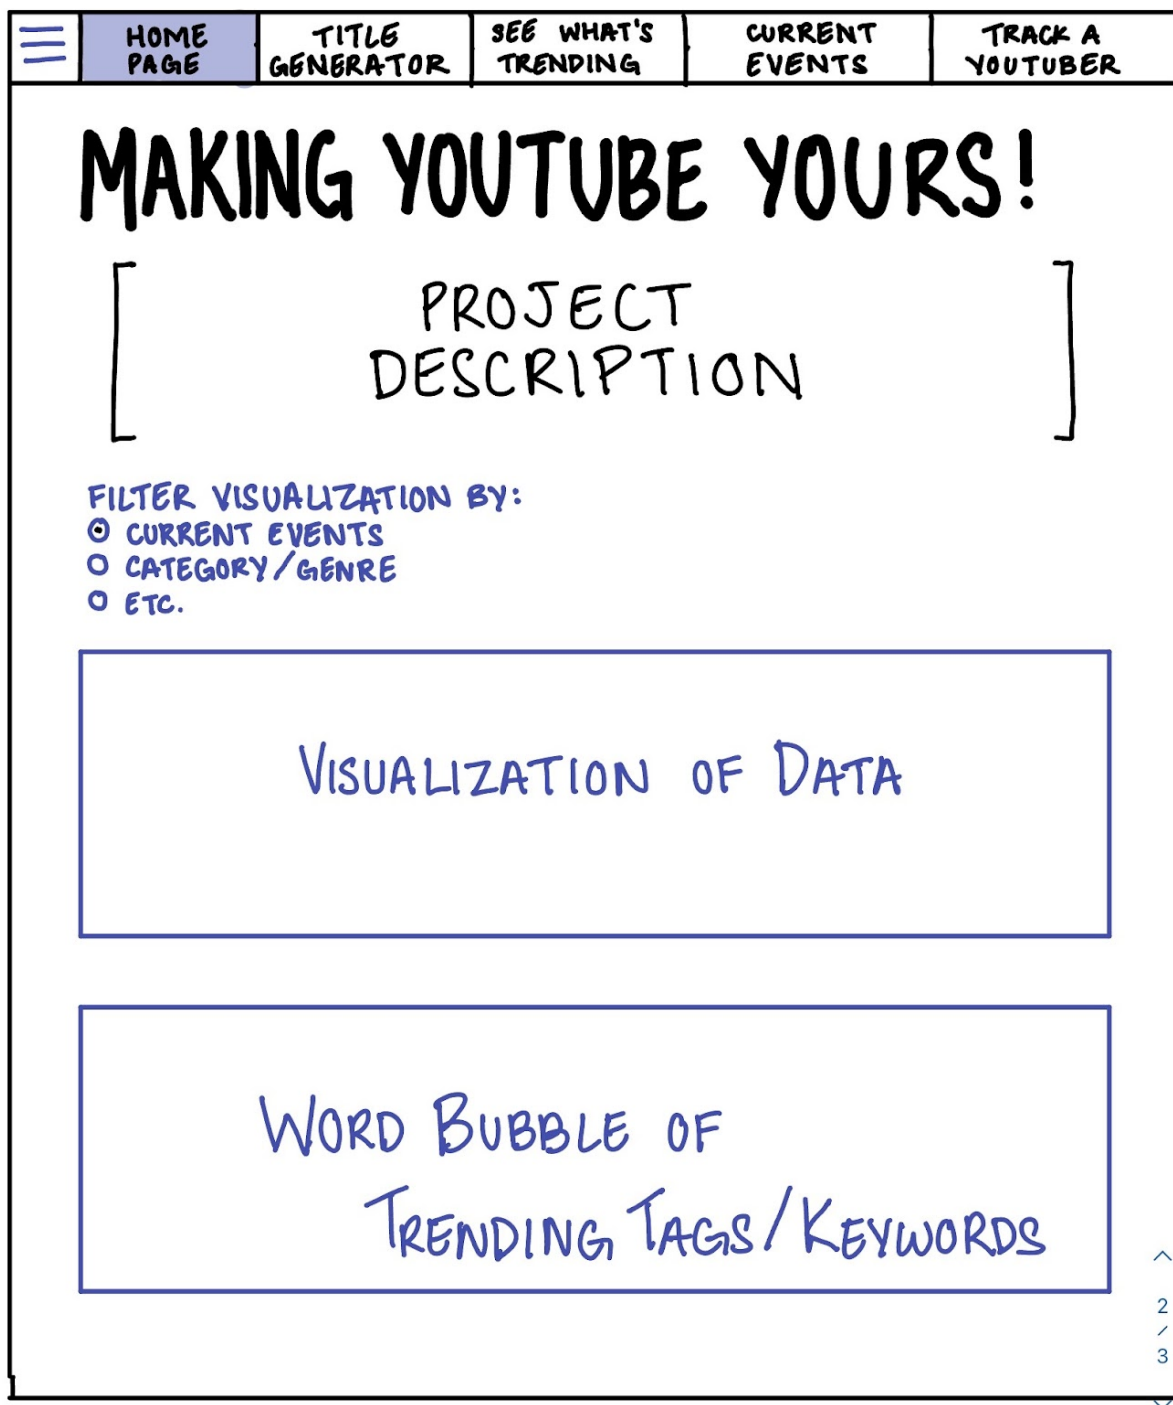 HOME PAGE
TITLE GENERATOR
SEE WHAT'S TRENDING
CURRENT EVENTS
TRACK A YOUTUBER
MAKING YOUTUBE YOURS!
PROJECT
DESCRIPTION
FILTER VISUALIZATION BY:
CURRENT EVENTS
CATEGORY/GENRE
ETC.
VISUALIZATION OF DATA
WORD BUBBLE OF
TRENDING TAGS/KEYWORDS
2
/
3